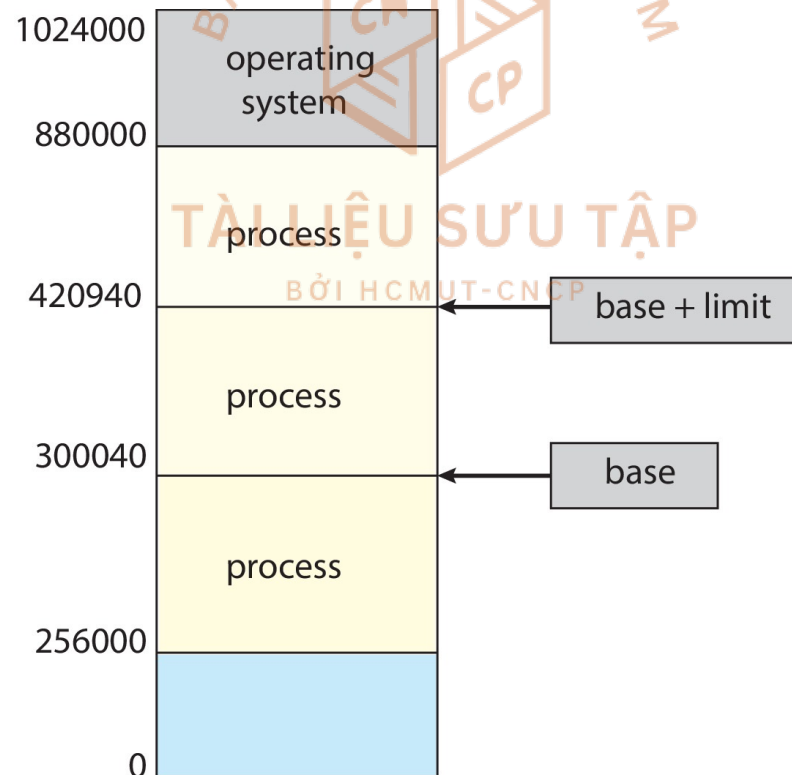 1024000
operating
system
880000
process
TÀI LIỆU SƯU TẬP
BỞI HCMUT-CNCP
420940
base + limit
process
300040
base
process
256000
0
CP